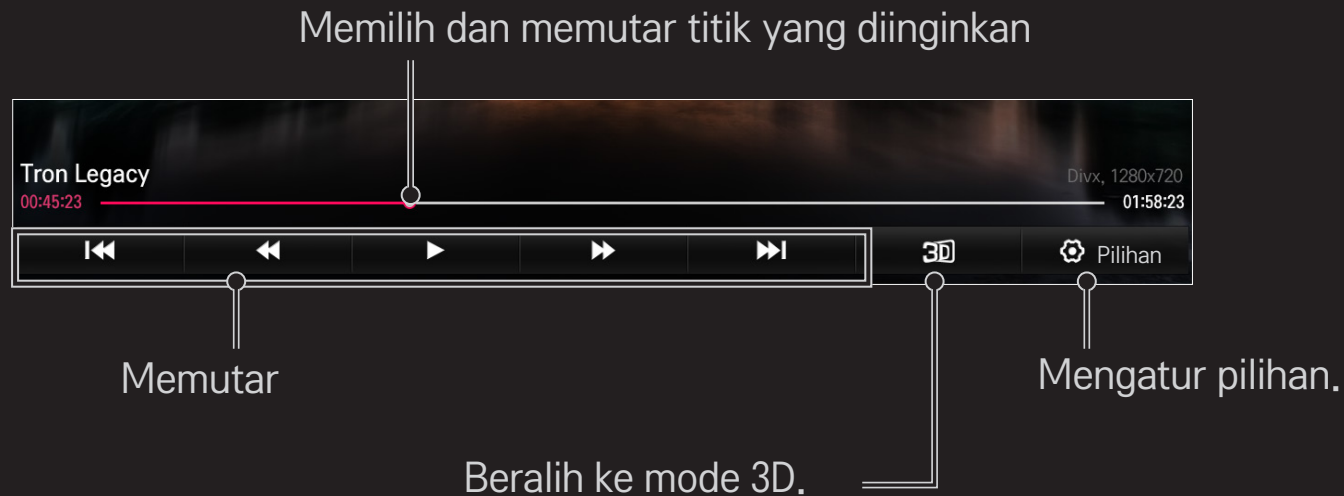 Memilih dan memutar titik yang diinginkan
Tron Legacy
Divx, 1280x720
00:45:23
01:58:23
3D
Pilihan
Memutar
Mengatur pilihan.
Beralih ke mode 3D.